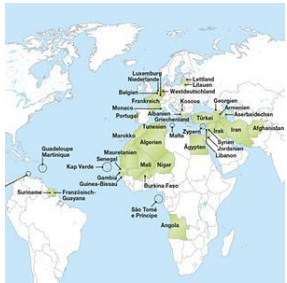 Luxemburg
Niederlande
Lettland
Litauen
Belgien
Westdeutschland
Frankreich
Kosovo
Georgien
Monaco
Armenien
Portugal
Albanien
Türkei
Aserbaidschan
Griechenland
Tunesien
Marokko
Malta
Zypern
Irak
Iran
Afghanistan
Algerien
Syrien
Jordanien
Libanon
Ägypten
Guadeloupe
Martinique
Mauretanien
Kap Verde
Senegal
Mali
Niger
Gambia
Guinea-Bissau
Burkina Faso
Suriname
Französisch-
Guayana
São Tomé
e Príncipe
Angola